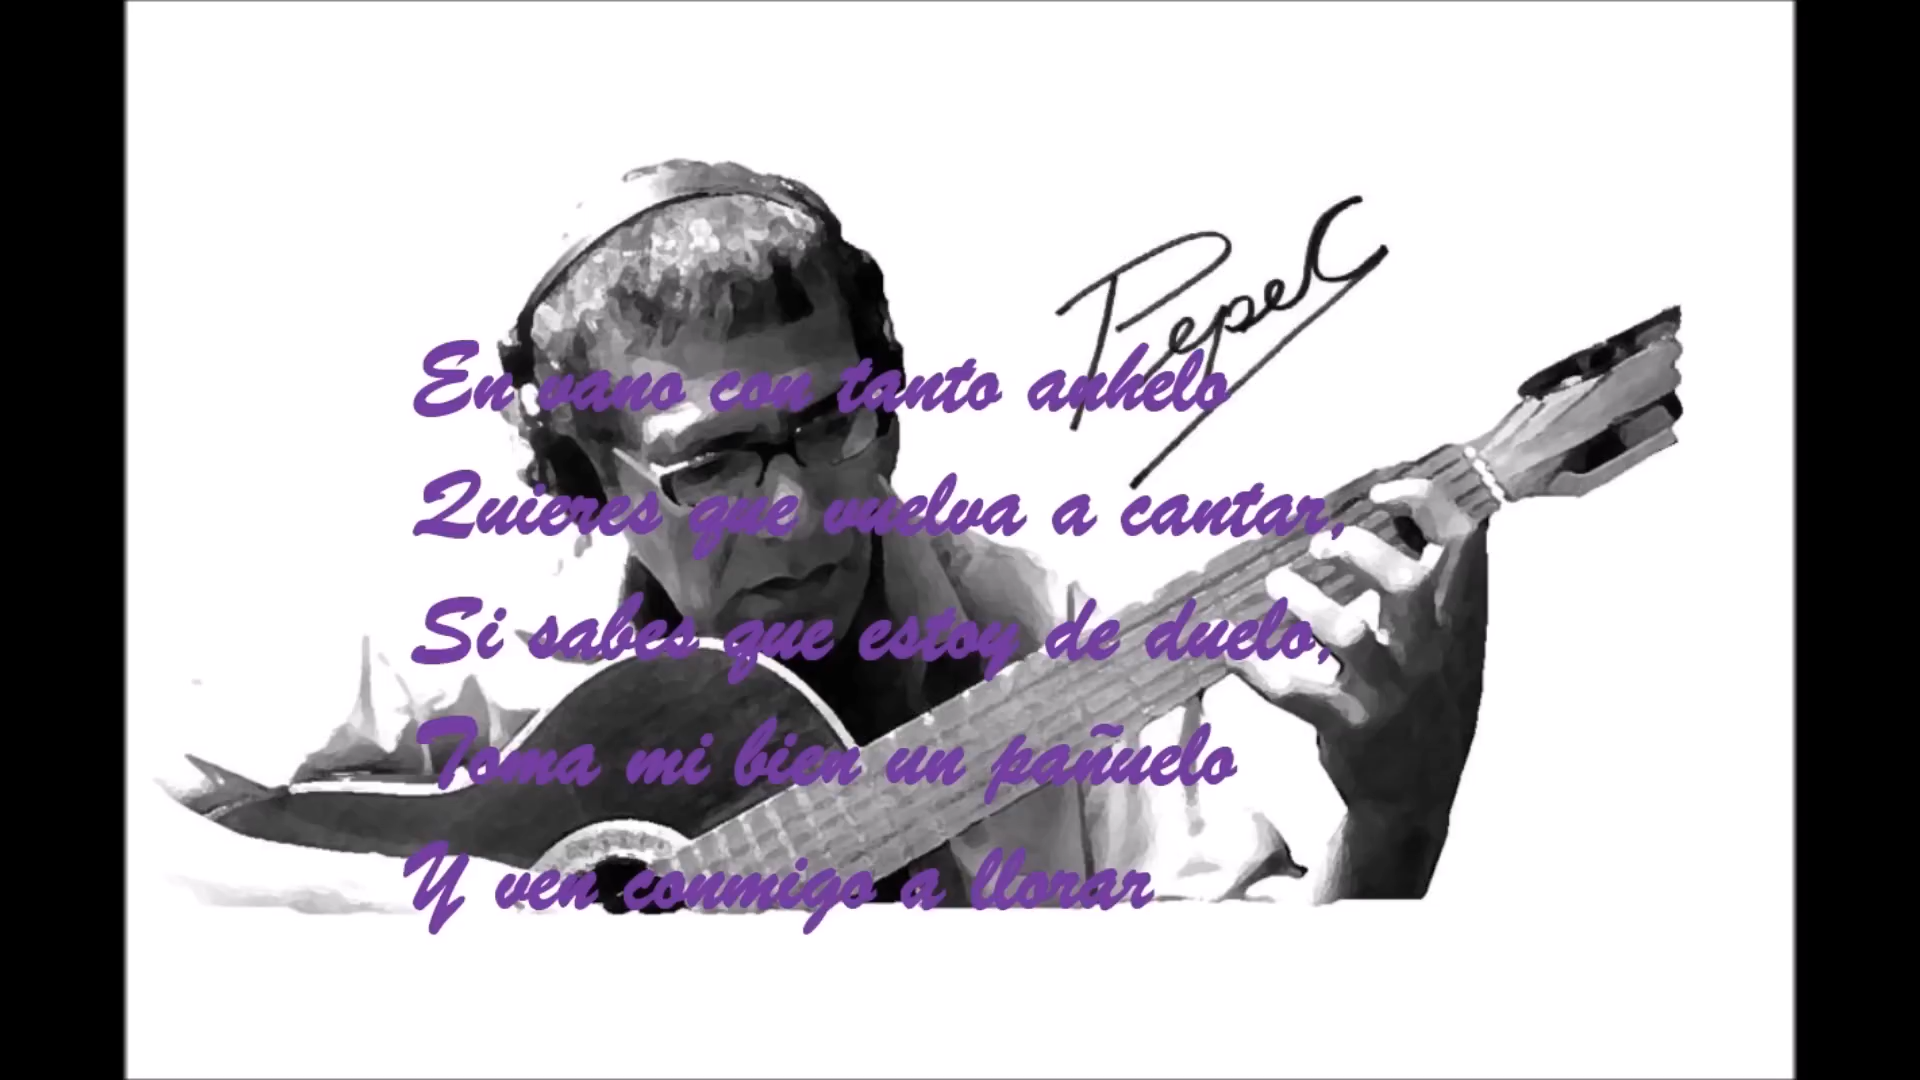 PepeC
En vano con tanto anhelo
Quieres que vuelva a cantar,
Si sabes que estoy de duelo,
Toma mi bien un pañuelo
Y ven conmigo a llorar